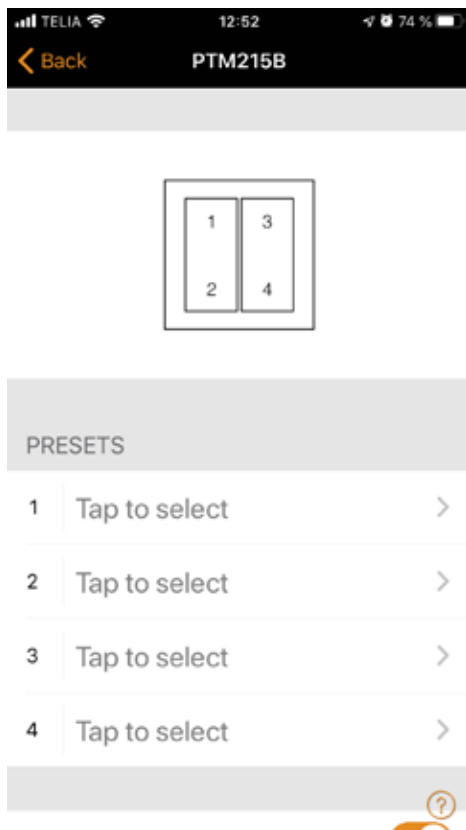 TELIA 12:52 74 %
Back PTM215B
1 3
2 4
PRESETS
1 Tap to select
2 Tap to select
3 Tap to select
4 Tap to select
?